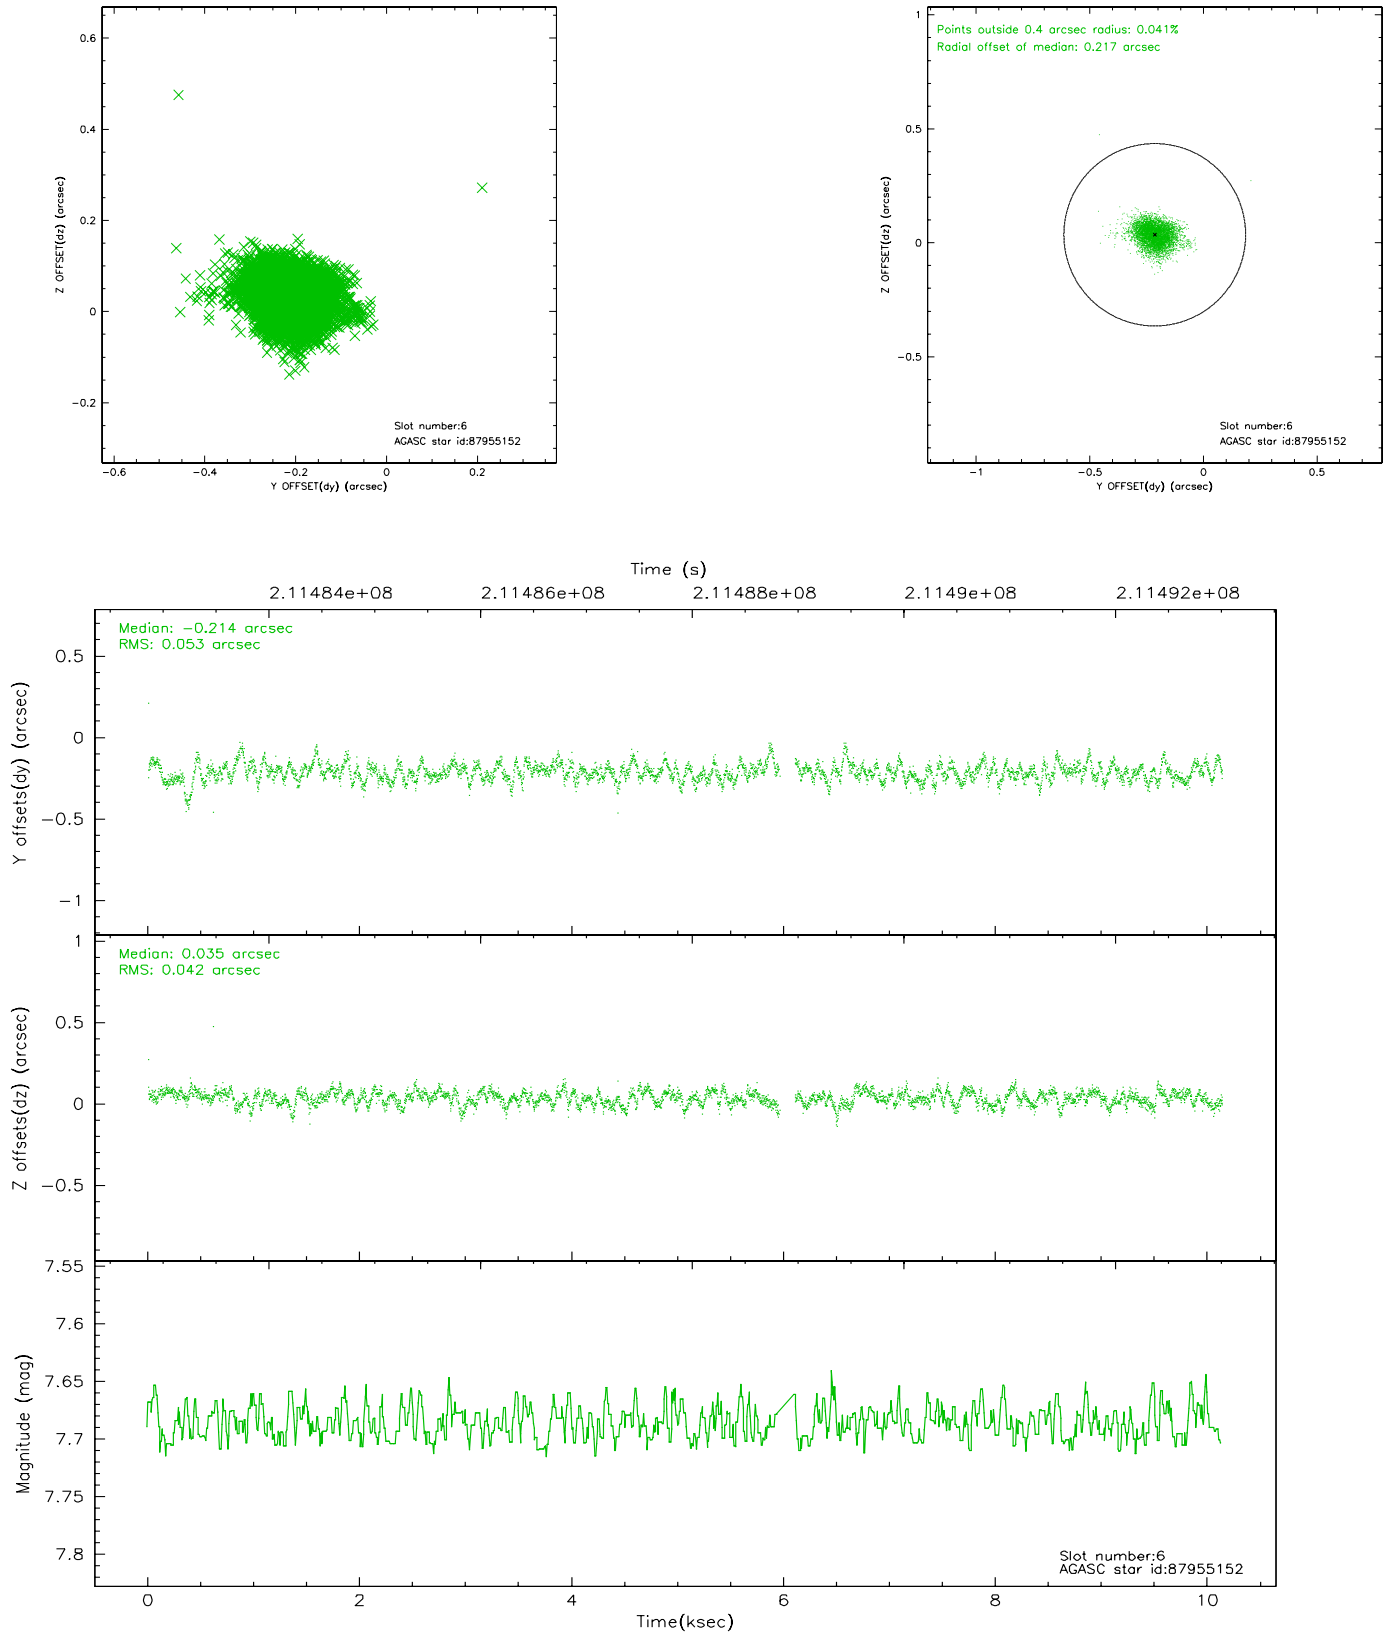 0.6
0.4
0.2
0
−0.2
Z OFFSET(dz) (arcsec)
Slot number:6
AGASC star id:87955152
−0.6 −0.4 −0.2 0 0.2
Y OFFSET(dy) (arcsec)
Points outside 0.4 arcsec radius: 0.041%
Radial offset of median: 0.217 arcsec
1
0.5
0
−0.5
Z OFFSET(dz) (arcsec)
Slot number:6
AGASC star id:87955152
−1 −0.5 0 0.5
Y OFFSET(dy) (arcsec)
Time (s)
2.11484e+08 2.11486e+08 2.11488e+08 2.1149e+08 2.11492e+08
Median: −0.214 arcsec
RMS: 0.053 arcsec
0.5
0
−0.5
−1
Y offsets(dy) (arcsec)
Median: 0.035 arcsec
RMS: 0.042 arcsec
1
0.5
0
−0.5
Z offsets(dz) (arcsec)
7.55
7.6
7.65
7.7
7.75
7.8
Magnitude (mag)
Slot number:6
AGASC star id:87955152
0 2 4 6 8 10
Time(ksec)